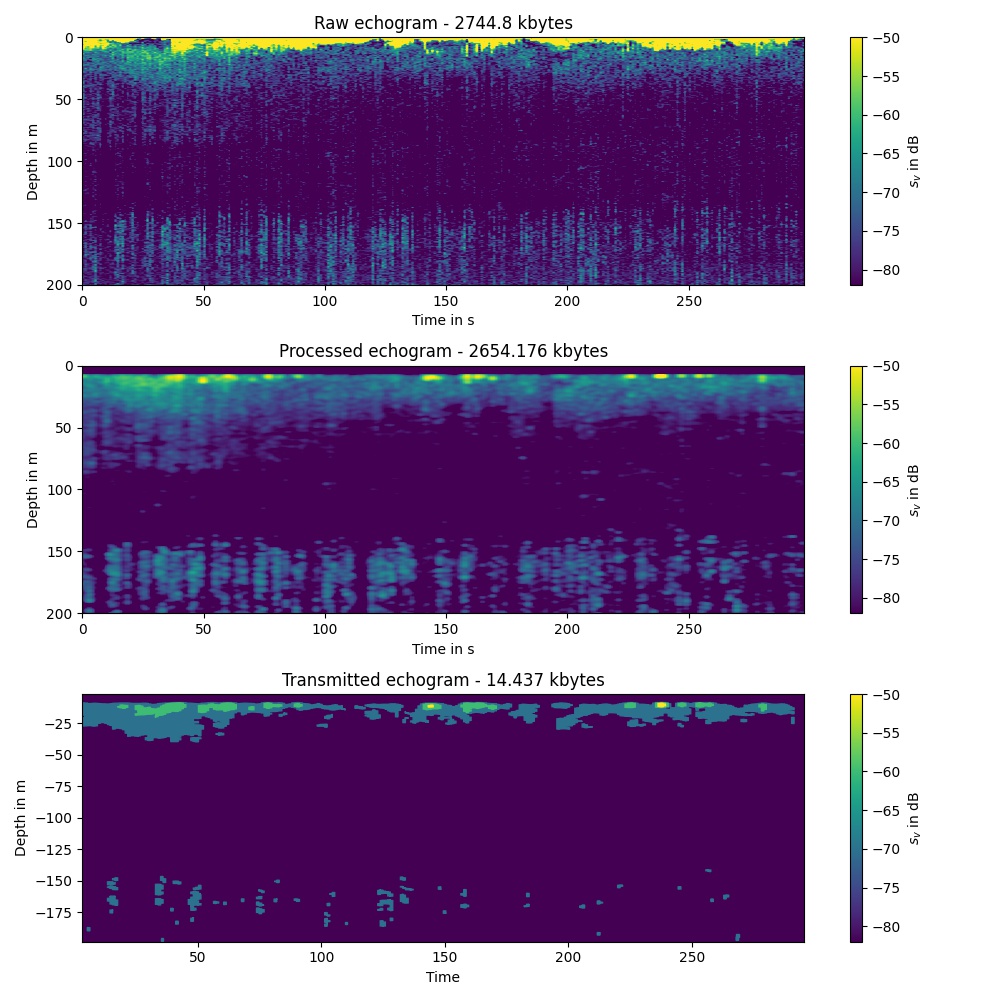 Raw echogram - 2744.8 kbytes
0
50
100
150
200
Depth in m
0 50 100 150 200 250
Time in s
−50
−55
−60
−65
−70
−75
−80
sᵥ in dB
Processed echogram - 2654.176 kbytes
0
50
100
150
200
Depth in m
0 50 100 150 200 250
Time in s
−50
−55
−60
−65
−70
−75
−80
sᵥ in dB
Transmitted echogram - 14.437 kbytes
−25
−50
−75
−100
−125
−150
−175
Depth in m
50 100 150 200 250
Time
−50
−55
−60
−65
−70
−75
−80
sᵥ in dB